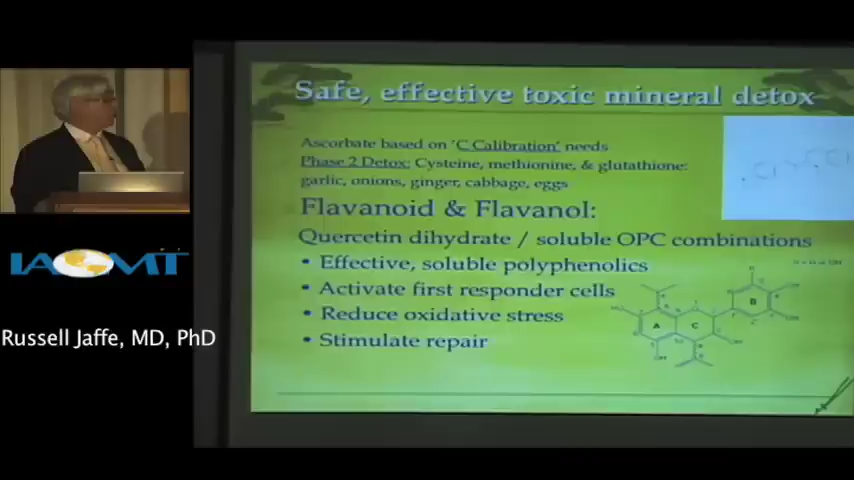 Safe, effective toxic mineral detox
Ascorbate based on 'C Calibration' needs
Phase 2 Detox: Cysteine, methionine, & glutathione:
garlic, onions, ginger, cabbage, eggs
Flavanoid & Flavanol:
Quercetin dihydrate / soluble OPC combinations
• Effective, soluble polyphenolics
• Activate first responder cells
• Reduce oxidative stress
• Stimulate repair
A
C
B
OH
IAOMT
Russell Jaffe, MD, PhD